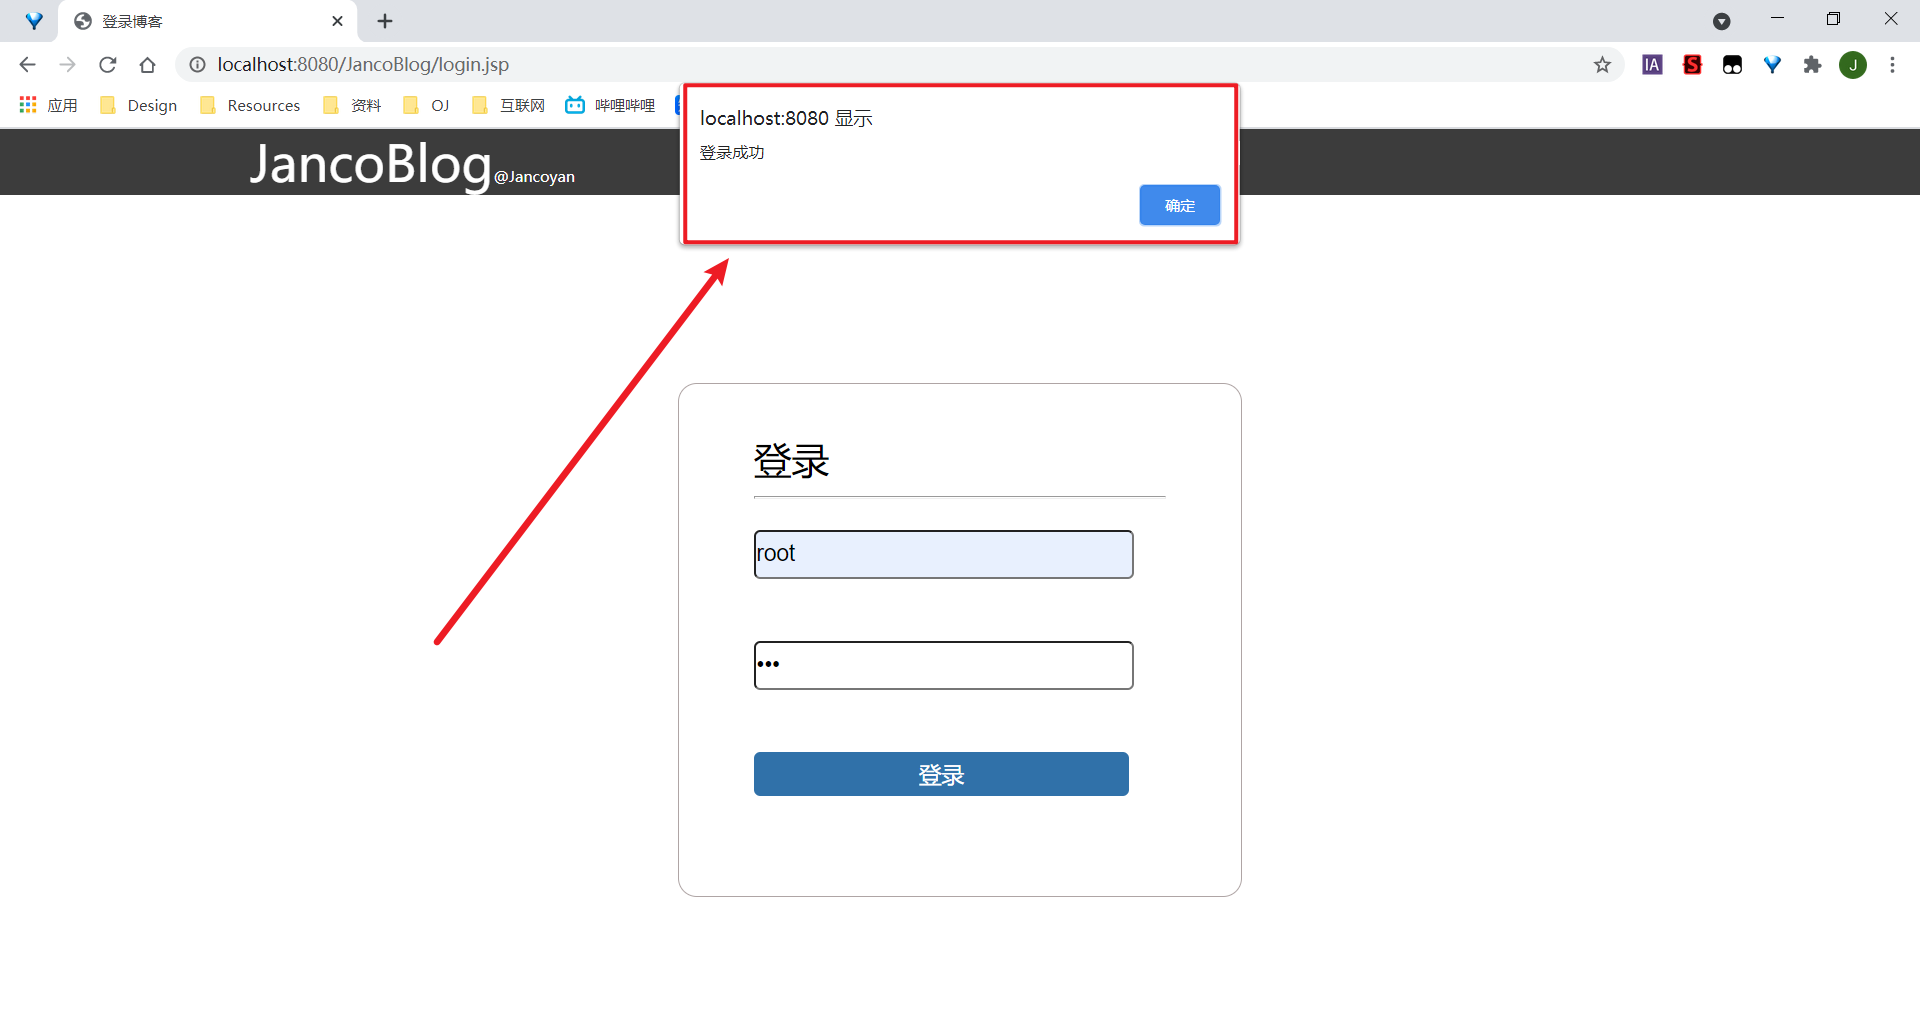 登录博客
localhost:8080/JancoBlog/login.jsp
IA
S
J
应用 Design Resources 资料 OJ 互联网 哔哩哔哩
localhost:8080 显示
登录成功
确定
JancoBlog@Jancoyan
登录
root
•••
登录